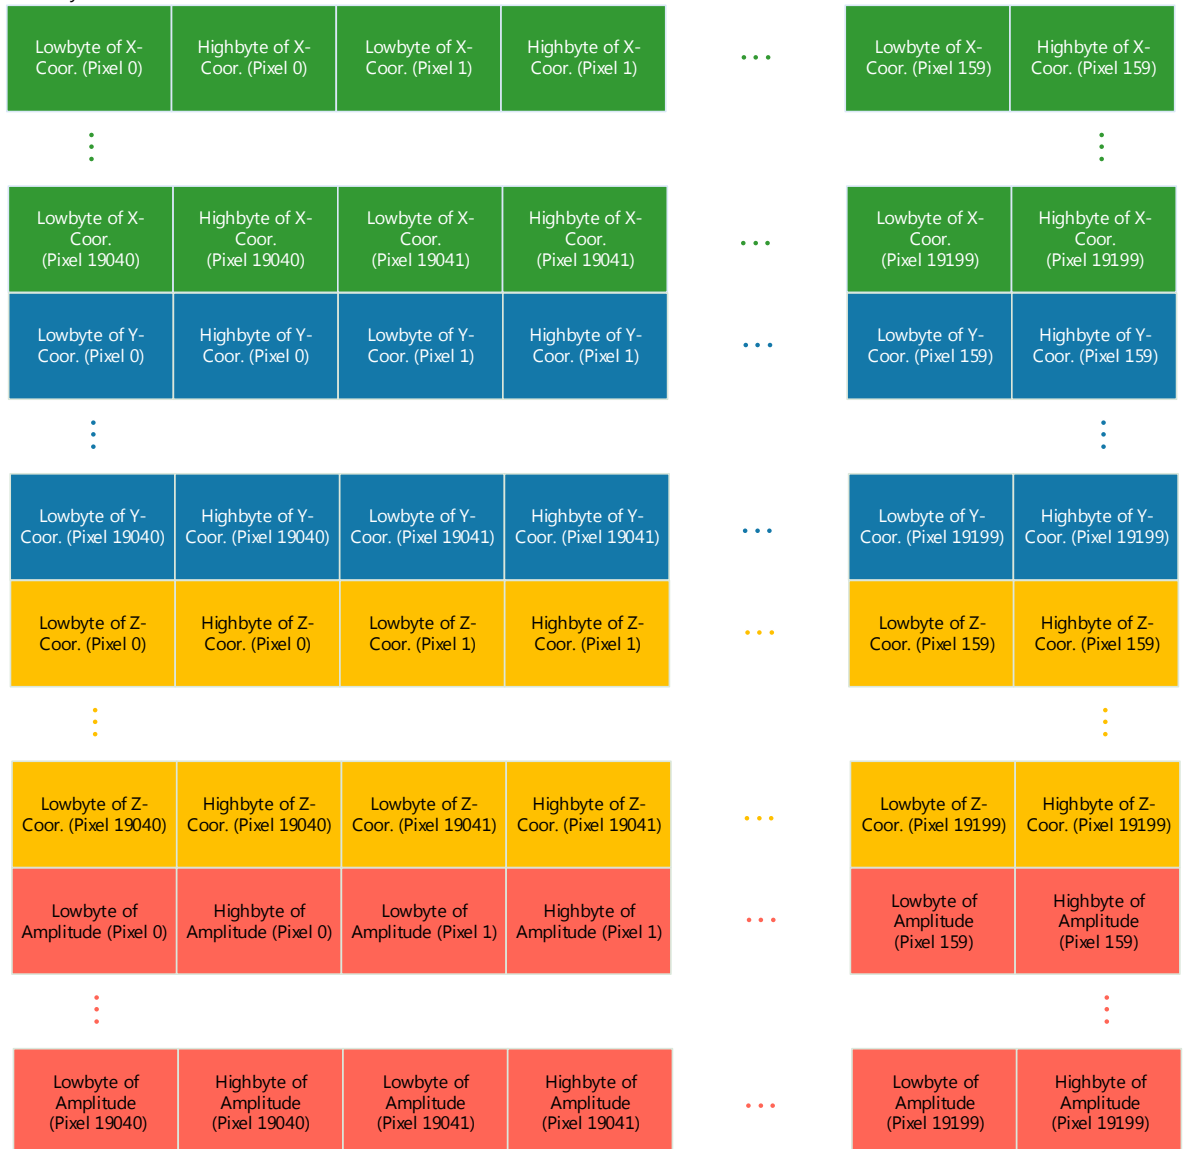 Lowbyte of X-
Coor. (Pixel 0)
Highbyte of X-
Coor. (Pixel 0)
Lowbyte of X-
Coor. (Pixel 1)
Highbyte of X-
Coor. (Pixel 1)
...
Lowbyte of X-
Coor. (Pixel 159)
Highbyte of X-
Coor. (Pixel 159)
Lowbyte of X-
Coor.
(Pixel 19040)
Highbyte of X-
Coor.
(Pixel 19040)
Lowbyte of X-
Coor.
(Pixel 19041)
Highbyte of X-
Coor.
(Pixel 19041)
...
Lowbyte of X-
Coor.
(Pixel 19199)
Highbyte of X-
Coor.
(Pixel 19199)
Lowbyte of Y-
Coor. (Pixel 0)
Highbyte of Y-
Coor. (Pixel 0)
Lowbyte of Y-
Coor. (Pixel 1)
Highbyte of Y-
Coor. (Pixel 1)
...
Lowbyte of Y-
Coor. (Pixel 159)
Highbyte of Y-
Coor. (Pixel 159)
Lowbyte of Y-
Coor. (Pixel 19040)
Highbyte of Y-
Coor. (Pixel 19040)
Lowbyte of Y-
Coor. (Pixel 19041)
Highbyte of Y-
Coor. (Pixel 19041)
...
Lowbyte of Y-
Coor. (Pixel 19199)
Highbyte of Y-
Coor. (Pixel 19199)
Lowbyte of Z-
Coor. (Pixel 0)
Highbyte of Z-
Coor. (Pixel 0)
Lowbyte of Z-
Coor. (Pixel 1)
Highbyte of Z-
Coor. (Pixel 1)
...
Lowbyte of Z-
Coor. (Pixel 159)
Highbyte of Z-
Coor. (Pixel 159)
Lowbyte of Z-
Coor. (Pixel 19040)
Highbyte of Z-
Coor. (Pixel 19040)
Lowbyte of Z-
Coor. (Pixel 19041)
Highbyte of Z-
Coor. (Pixel 19041)
...
Lowbyte of Z-
Coor. (Pixel 19199)
Highbyte of Z-
Coor. (Pixel 19199)
Lowbyte of
Amplitude (Pixel 0)
Highbyte of
Amplitude (Pixel 0)
Lowbyte of
Amplitude (Pixel 1)
Highbyte of
Amplitude (Pixel 1)
...
Lowbyte of
Amplitude
(Pixel 159)
Highbyte of
Amplitude
(Pixel 159)
Lowbyte of
Amplitude
(Pixel 19040)
Highbyte of
Amplitude
(Pixel 19040)
Lowbyte of
Amplitude
(Pixel 19041)
Highbyte of
Amplitude
(Pixel 19041)
...
Lowbyte of
Amplitude
(Pixel 19199)
Highbyte of
Amplitude
(Pixel 19199)